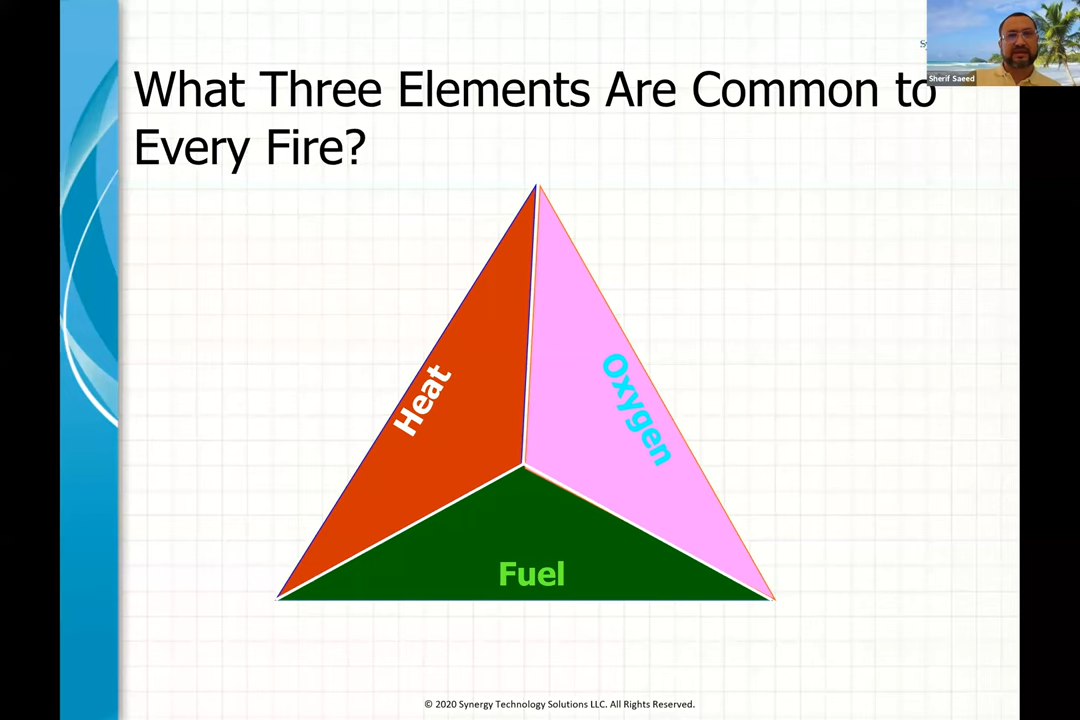 What Three Elements Are Common to
Every Fire?
Sherif Saeed
Heat
Oxygen
Fuel
© 2020 Synergy Technology Solutions LLC. All Rights Reserved.